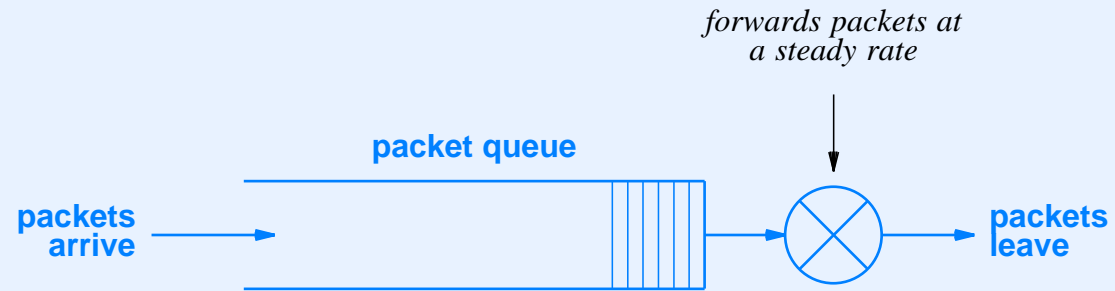 forwards packets at
a steady rate
packet queue
packets
arrive
packets
leave